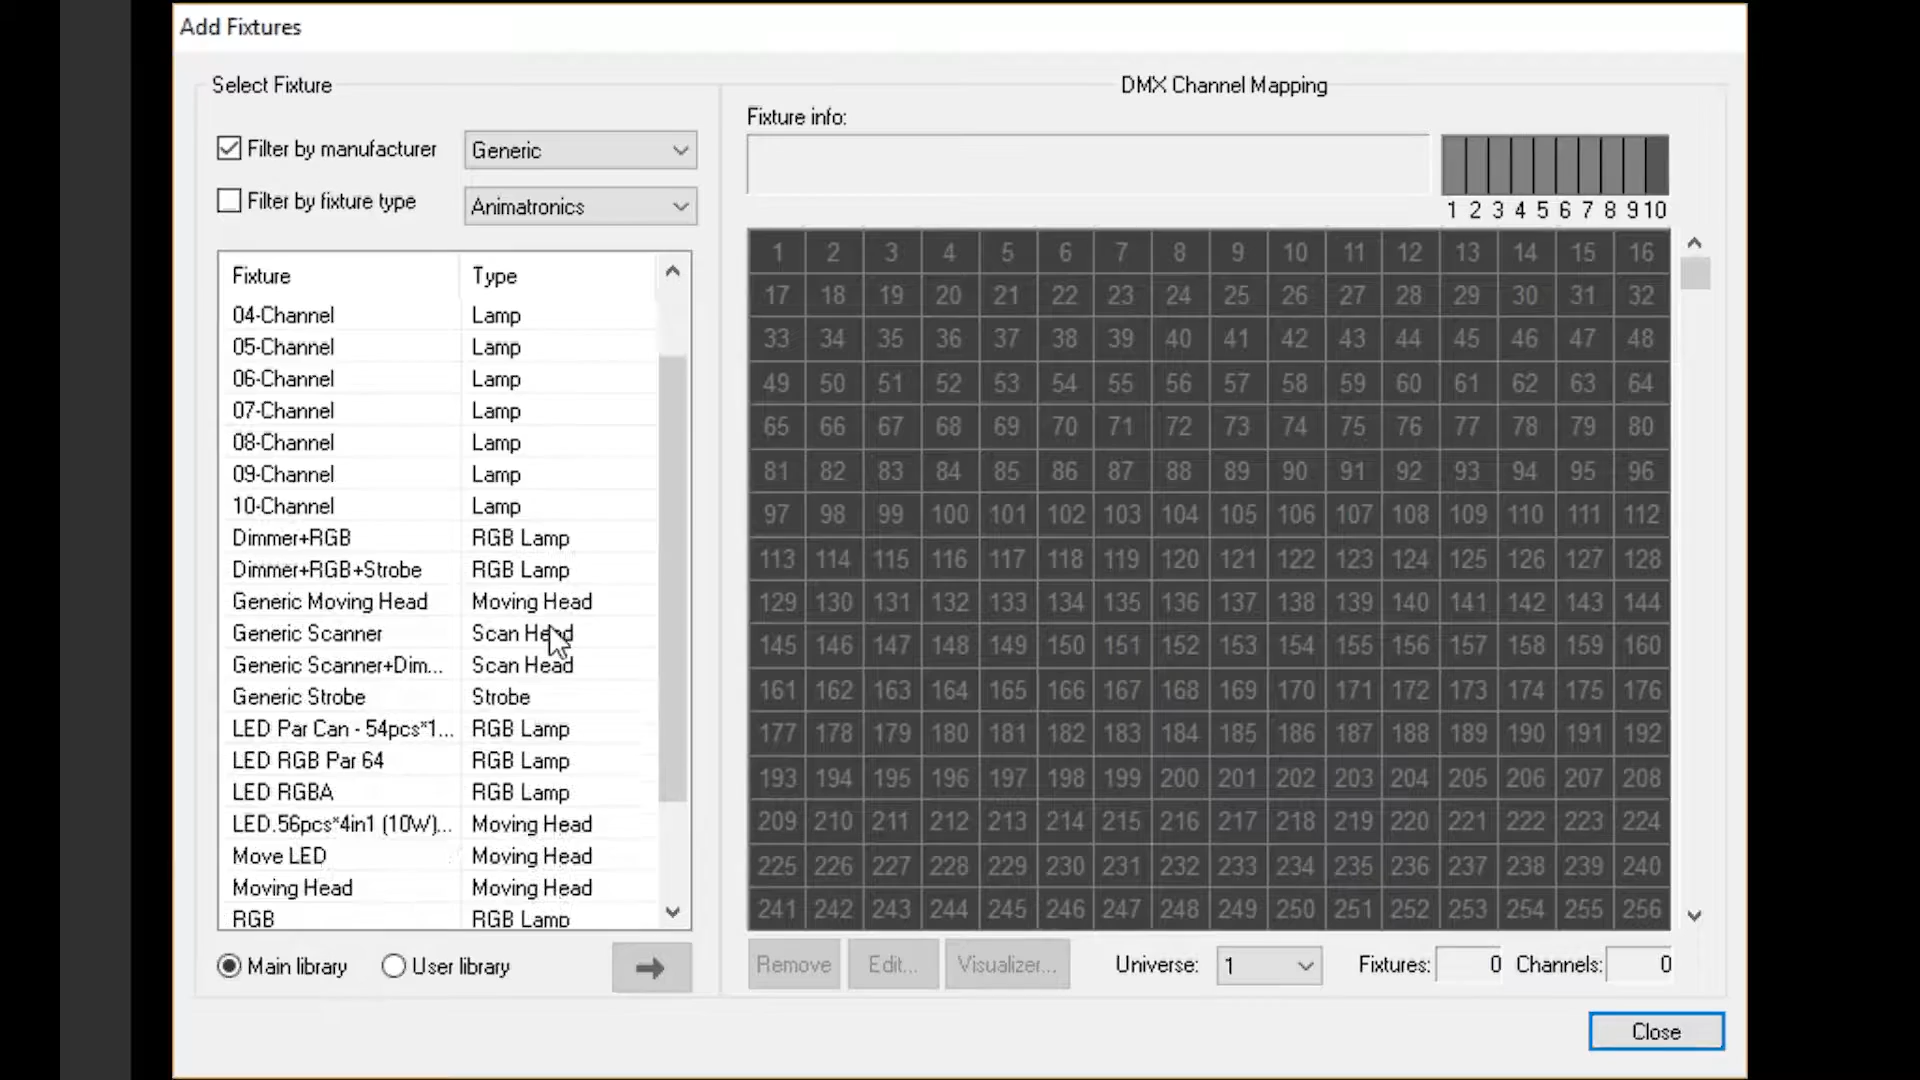 Add Fixtures
Select Fixture
Filter by manufacturer Generic
Filter by fixture type Animatronics
Fixture Type
04-Channel Lamp
05-Channel Lamp
06-Channel Lamp
07-Channel Lamp
08-Channel Lamp
09-Channel Lamp
10-Channel Lamp
Dimmer+RGB RGB Lamp
Dimmer+RGB+Strobe RGB Lamp
Generic Moving Head Moving Head
Generic Scanner Scan Head
Generic Scanner+Dim... Scan Head
Generic Strobe Strobe
LED Par Can - 54pcs*1... RGB Lamp
LED RGB Par 64 RGB Lamp
LED RGBA RGB Lamp
LED.56pcs*4in1 (10W)... Moving Head
Move LED Moving Head
Moving Head Moving Head
RGB RGB Lamp
Main library User library
DMX Channel Mapping
Fixture info:
1 2 3 4 5 6 7 8 9 10
1 2 3 4 5 6 7 8 9 10 11 12 13 14 15 16
17 18 19 20 21 22 23 24 25 26 27 28 29 30 31 32
33 34 35 36 37 38 39 40 41 42 43 44 45 46 47 48
49 50 51 52 53 54 55 56 57 58 59 60 61 62 63 64
65 66 67 68 69 70 71 72 73 74 75 76 77 78 79 80
81 82 83 84 85 86 87 88 89 90 91 92 93 94 95 96
97 98 99 100 101 102 103 104 105 106 107 108 109 110 111 112
113 114 115 116 117 118 119 120 121 122 123 124 125 126 127 128
129 130 131 132 133 134 135 136 137 138 139 140 141 142 143 144
145 146 147 148 149 150 151 152 153 154 155 156 157 158 159 160
161 162 163 164 165 166 167 168 169 170 171 172 173 174 175 176
177 178 179 180 181 182 183 184 185 186 187 188 189 190 191 192
193 194 195 196 197 198 199 200 201 202 203 204 205 206 207 208
209 210 211 212 213 214 215 216 217 218 219 220 221 222 223 224
225 226 227 228 229 230 231 232 233 234 235 236 237 238 239 240
241 242 243 244 245 246 247 248 249 250 251 252 253 254 255 256
Remove Edit... Visualizer... Universe: 1 Fixtures: 0 Channels: 0
Close